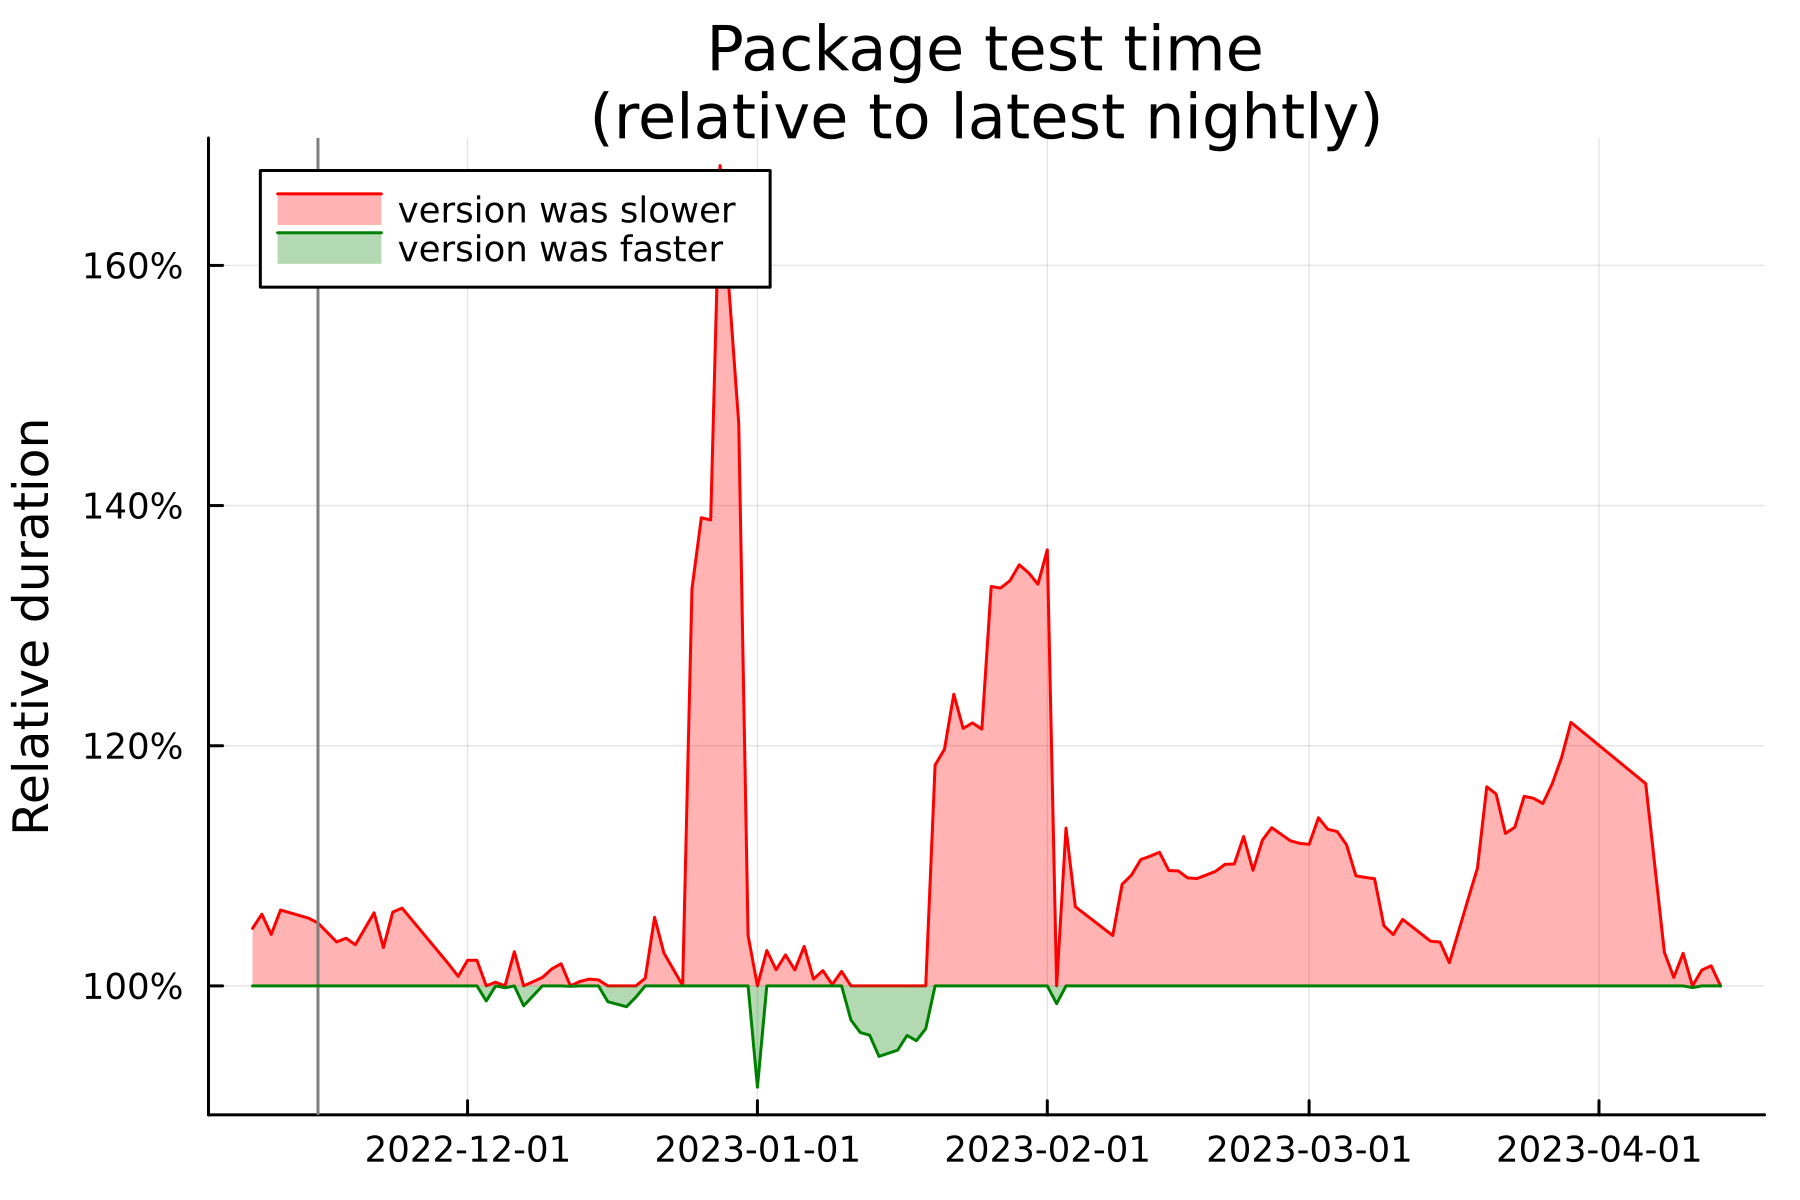 Package test time
(relative to latest nightly)
version was slower
version was faster
160%
140%
120%
100%
Relative duration
2022-12-01
2023-01-01
2023-02-01
2023-03-01
2023-04-01